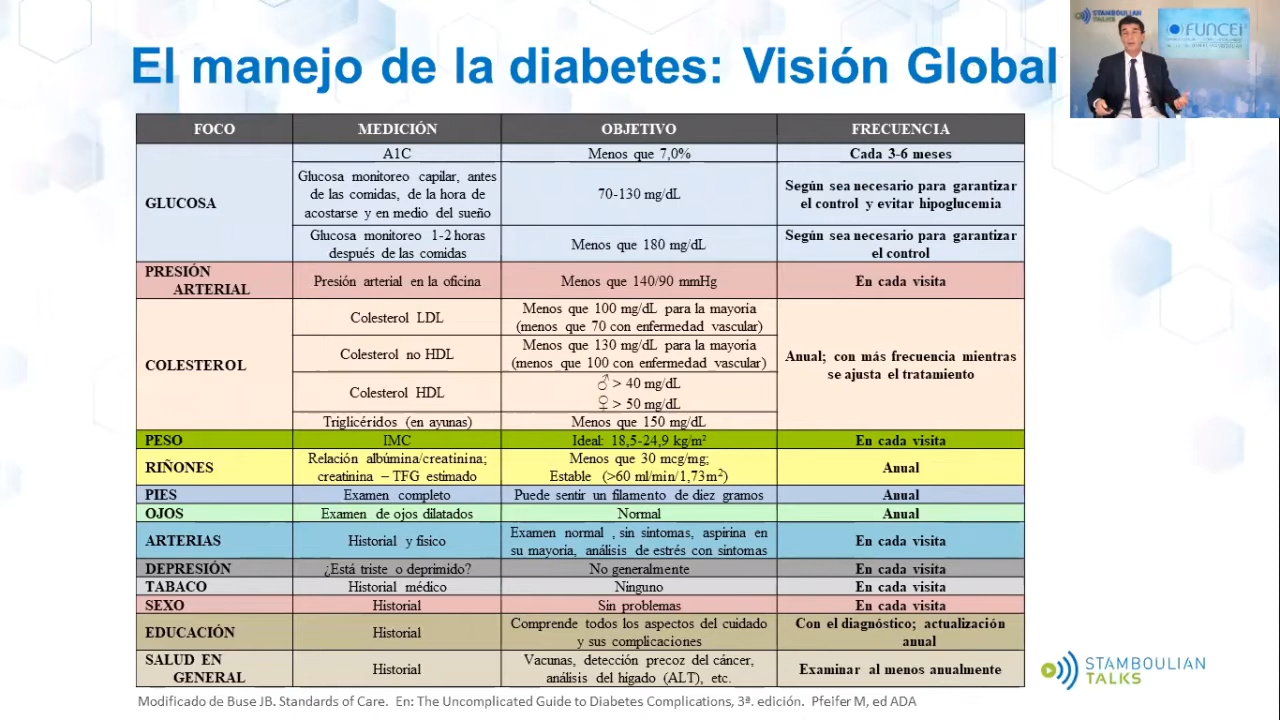 El manejo de la diabetes: Visión Global
STAMBOULIAN
TALKS
FUNCEI
FOCO
MEDICIÓN
OBJETIVO
FRECUENCIA
GLUCOSA
A1C
Menos que 7,0%
Cada 3-6 meses
Glucosa monitoreo capilar, antes
de las comidas, de la hora de
acostarse y en medio del sueño
70-130 mg/dL
Según sea necesario para garantizar
el control y evitar hipoglucemia
Glucosa monitoreo 1-2 horas
después de las comidas
Menos que 180 mg/dL
Según sea necesario para garantizar
el control
PRESIÓN
ARTERIAL
Presión arterial en la oficina
Menos que 140/90 mmHg
En cada visita
COLESTEROL
Colesterol LDL
Menos que 100 mg/dL para la mayoría
(menos que 70 con enfermedad vascular)
Colesterol no HDL
Menos que 130 mg/dL para la mayoría
(menos que 100 con enfermedad vascular)
Colesterol HDL
♂ > 40 mg/dL
♀ > 50 mg/dL
Triglicéridos (en ayunas)
Menos que 150 mg/dL
Anual; con más frecuencia mientras
se ajusta el tratamiento
PESO
IMC
Ideal: 18,5-24,9 kg/m²
En cada visita
RIÑONES
Relación albúmina/creatinina;
creatinina – TFG estimado
Menos que 30 mcg/mg;
Estable (>60 ml/min/1,73m²)
Anual
PIES
Examen completo
Puede sentir un filamento de diez gramos
Anual
OJOS
Examen de ojos dilatados
Normal
Anual
ARTERIAS
Historial y físico
Examen normal , sin síntomas, aspirina en
su mayoría, análisis de estrés con síntomas
En cada visita
DEPRESIÓN
¿Está triste o deprimido?
No generalmente
En cada visita
TABACO
Historial médico
Ninguno
En cada visita
SEXO
Historial
Sin problemas
En cada visita
EDUCACIÓN
Historial
Comprende todos los aspectos del cuidado
y sus complicaciones
Con el diagnóstico; actualización
anual
SALUD EN
GENERAL
Historial
Vacunas, detección precoz del cáncer,
análisis del hígado (ALT), etc.
Examinar al menos anualmente
STAMBOULIAN
TALKS
Modificado de Buse JB. Standards of Care. En: The Uncomplicated Guide to Diabetes Complications, 3ª. edición. Pfeifer M, ed ADA